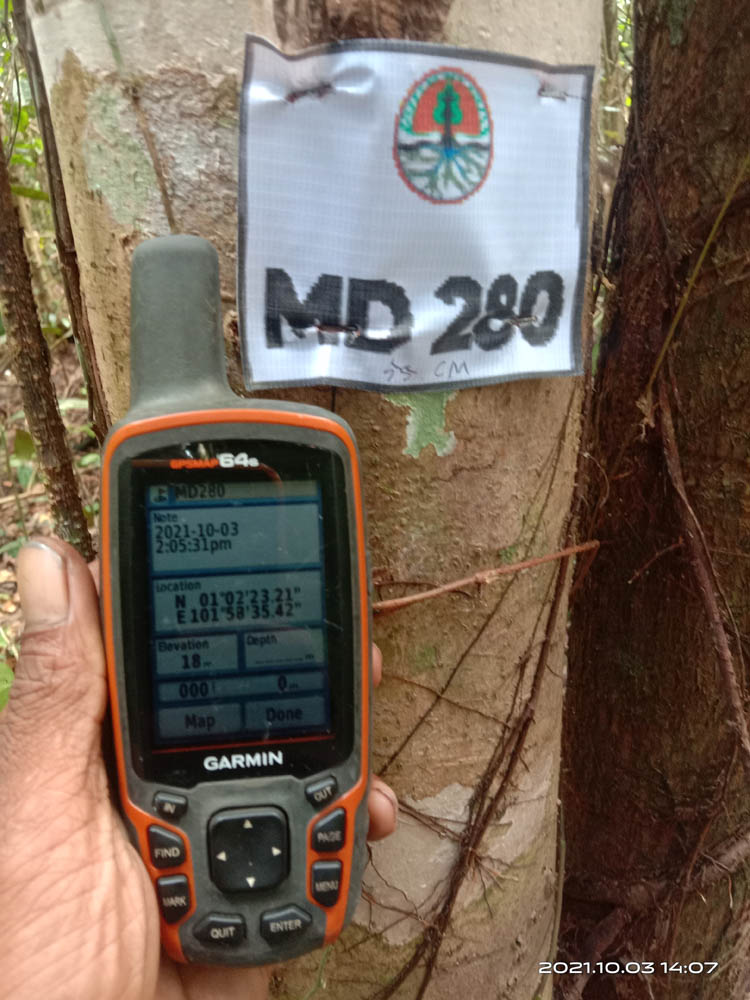 MD 280
CM
GPSMAP 64s
MD280
Note
2021-10-03
2:05:31pm
Location
N 01°02'23.21"
E 101°58'35.42"
Elevation
18 m
Depth
m
000°
0 m
Map
Done
GARMIN
IN
OUT
FIND
PAGE
MARK
MENU
QUIT
ENTER
2021.10.03 14:07